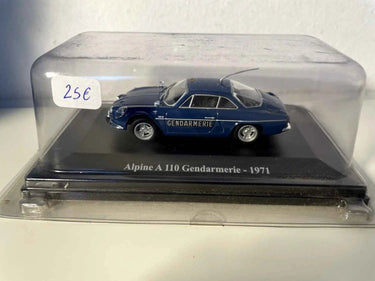 25€
GENDARMERIE
Alpine A 110 Gendarmerie - 1971